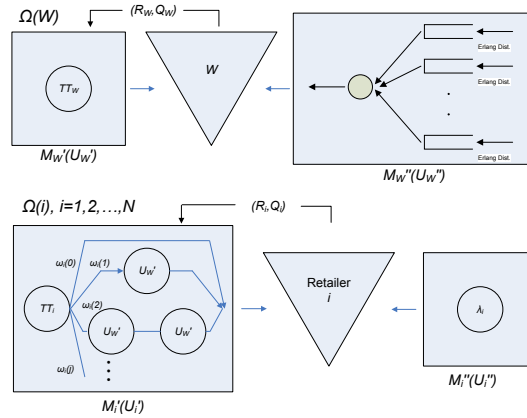 Ω(W)
(R_W,Q_W)
TT_W
W
Erlang Dist.
Erlang Dist.
Erlang Dist.
M_W'(U_W')
M_W''(U_W'')
Ω(i), i=1,2,…,N
(R_i,Q_i)
ω_i(0)
ω_i(1)
U_W'
TT_i
ω_i(2)
U_W'
U_W'
ω_i(j)
Retailer
i
λ_i
M_i'(U_i')
M_i''(U_i'')